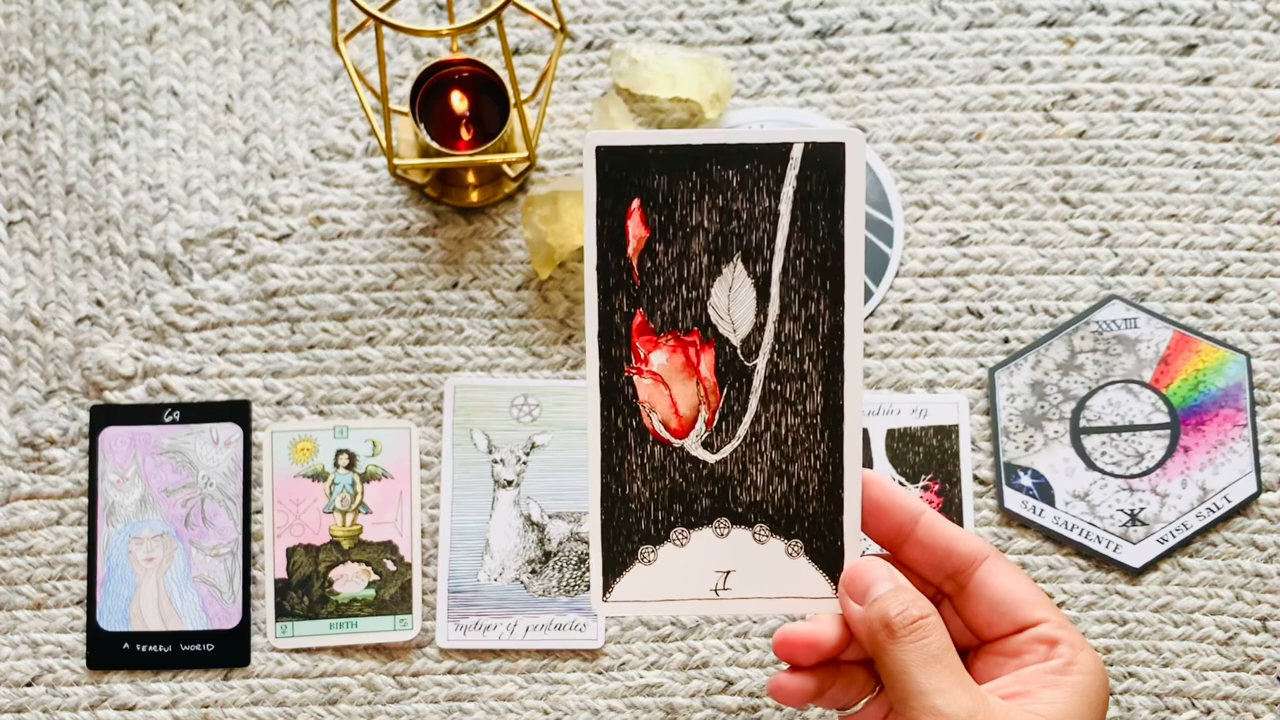 69
A FEARFUL WORLD
BIRTH
mother of pentacles
XXVIII
SAL SAPIENTE
WISE SALT